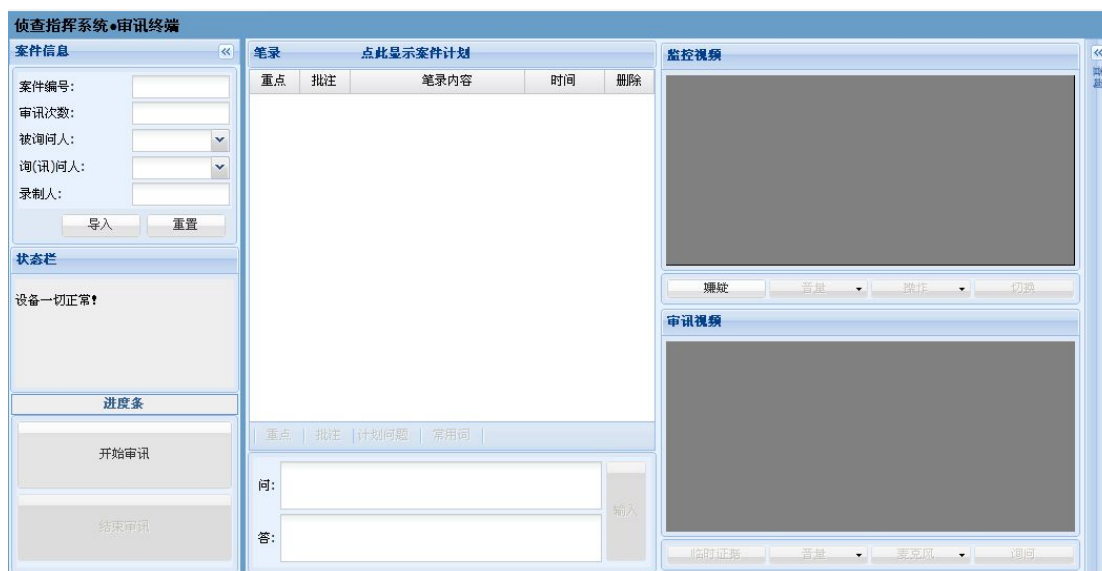 侦查指挥系统●审讯终端
案件信息
案件编号:
审讯次数:
被询问人:
询(讯)问人:
录制人:
导入 重置
状态栏
设备一切正常!
进度条
开始审讯
结束审讯
笔录 点此显示案件计划
重点 批注 笔录内容 时间 删除
重点 批注 计划问题 常用词
问:
答:
输入
监控视频
嫌疑 音量 操作 切换
审讯视频
临时证据 音量 麦克风 询问